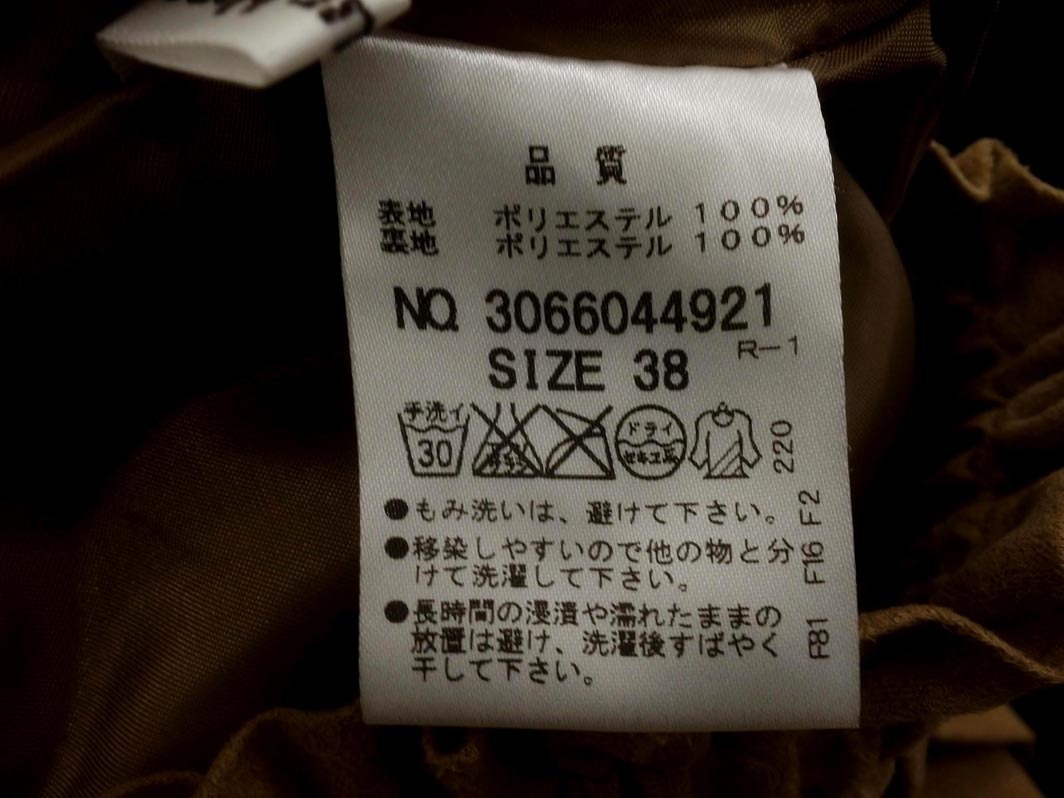 品 質
表地 ポリエステル 100%
裏地 ポリエステル 100%
NO. 3066044921
R-1
SIZE 38
手洗イ
30
ドライ
セキユ系
220
●もみ洗いは、避けて下さい。
F2
●移染しやすいので他の物と分
けて洗濯して下さい。
F16
●長時間の浸漬や濡れたままの
放置は避け、洗濯後すばやく
干して下さい。
F81